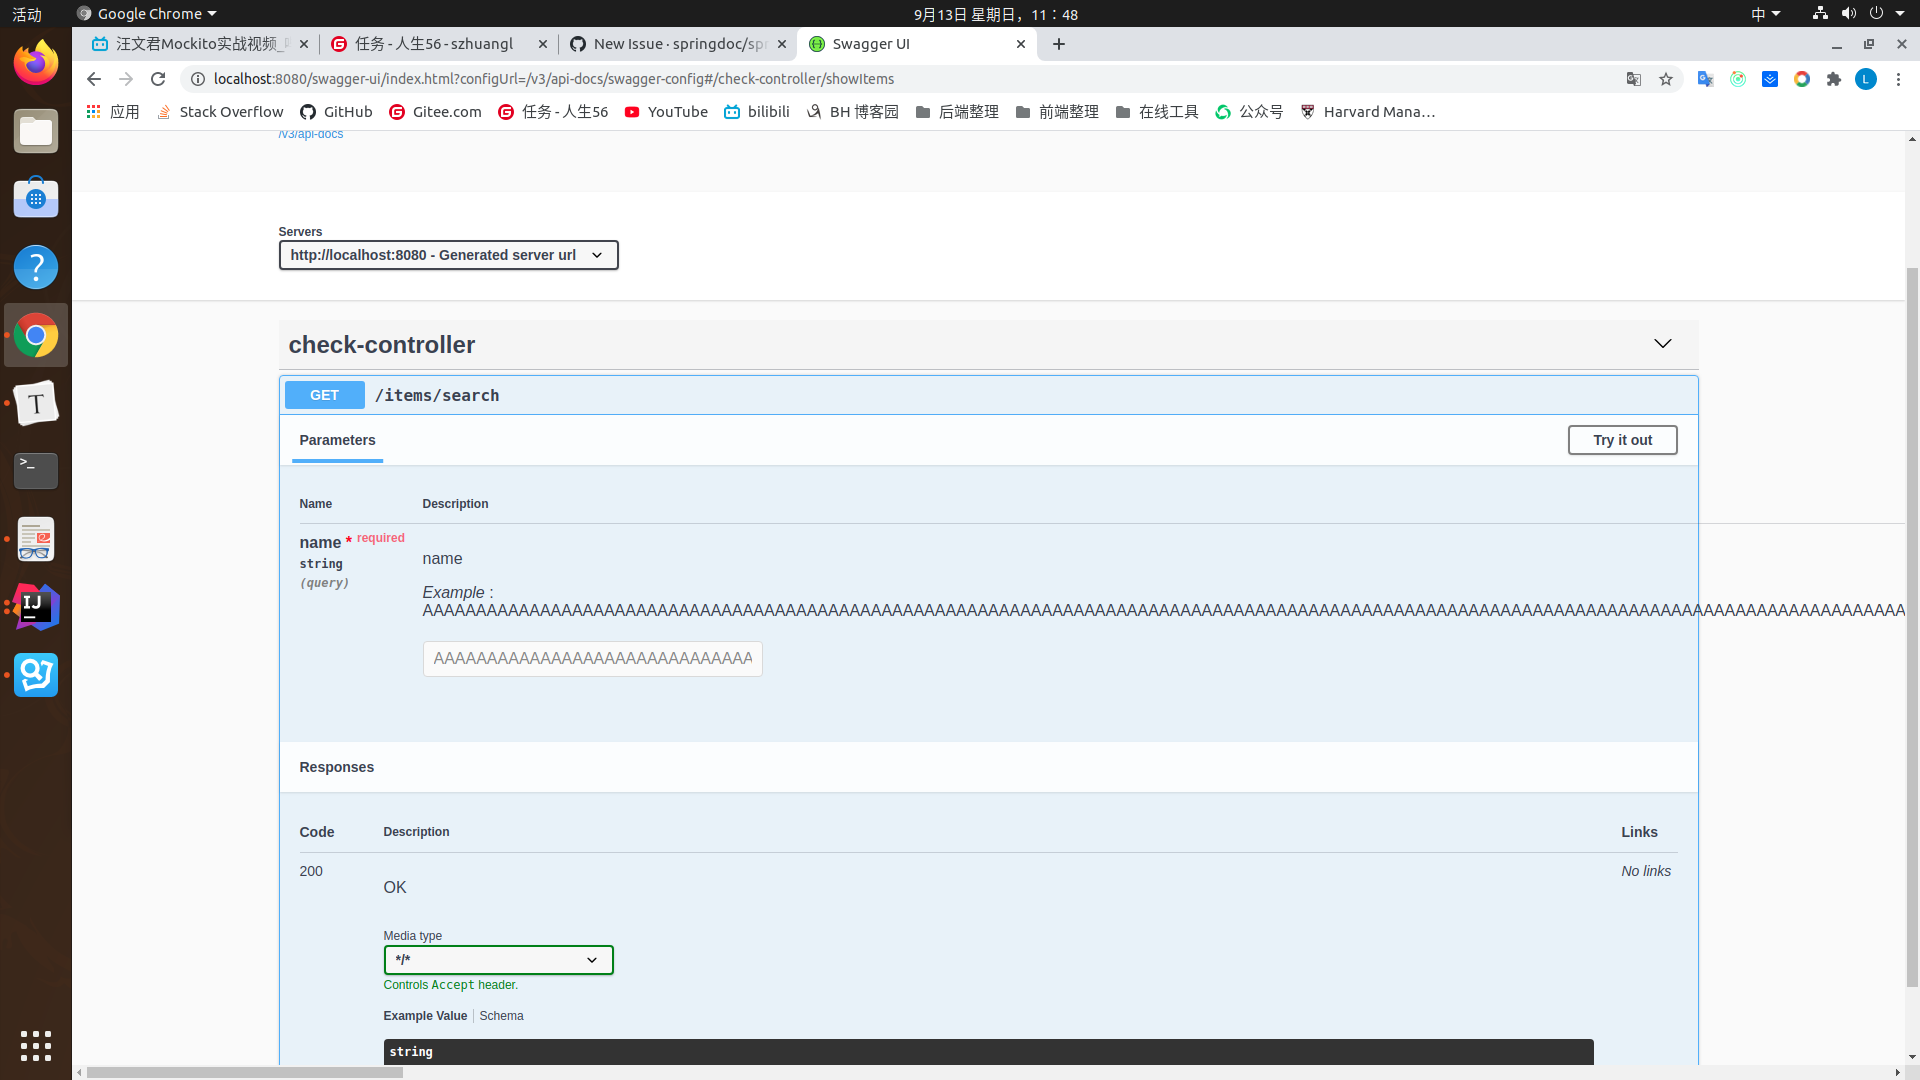 活动
Google Chrome
9月13日 星期日，11：48
中
汪文君Mockito实战视频_
任务 - 人生56 - szhuangl
New Issue · springdoc/spr
Swagger UI
localhost:8080/swagger-ui/index.html?configUrl=/v3/api-docs/swagger-config#/check-controller/showItems
L
应用
Stack Overflow
GitHub
Gitee.com
任务 - 人生56
YouTube
bilibili
BH 博客园
后端整理
前端整理
在线工具
公众号
Harvard Mana…
/v3/api-docs
Servers
http://localhost:8080 - Generated server url
check-controller
GET /items/search
Parameters
Try it out
Name Description
name * required
string
(query)
name
Example :
AAAAAAAAAAAAAAAAAAAAAAAAAAAAAAAAAAAAAAAAAAAAAAAAAAAAAAAAAAAAAAAAAAAAAAAAAAAAAAAAAAAAAAAAAAAAAAAAAAAAAAAAAAAAAAAAAAAAAAAAAAAAAAAAAAAAAAAAAAA
AAAAAAAAAAAAAAAAAAAAAAAAAAAAAA
Responses
Code Description Links
200
OK
No links
Media type
*/*
Controls Accept header.
Example Value Schema
string